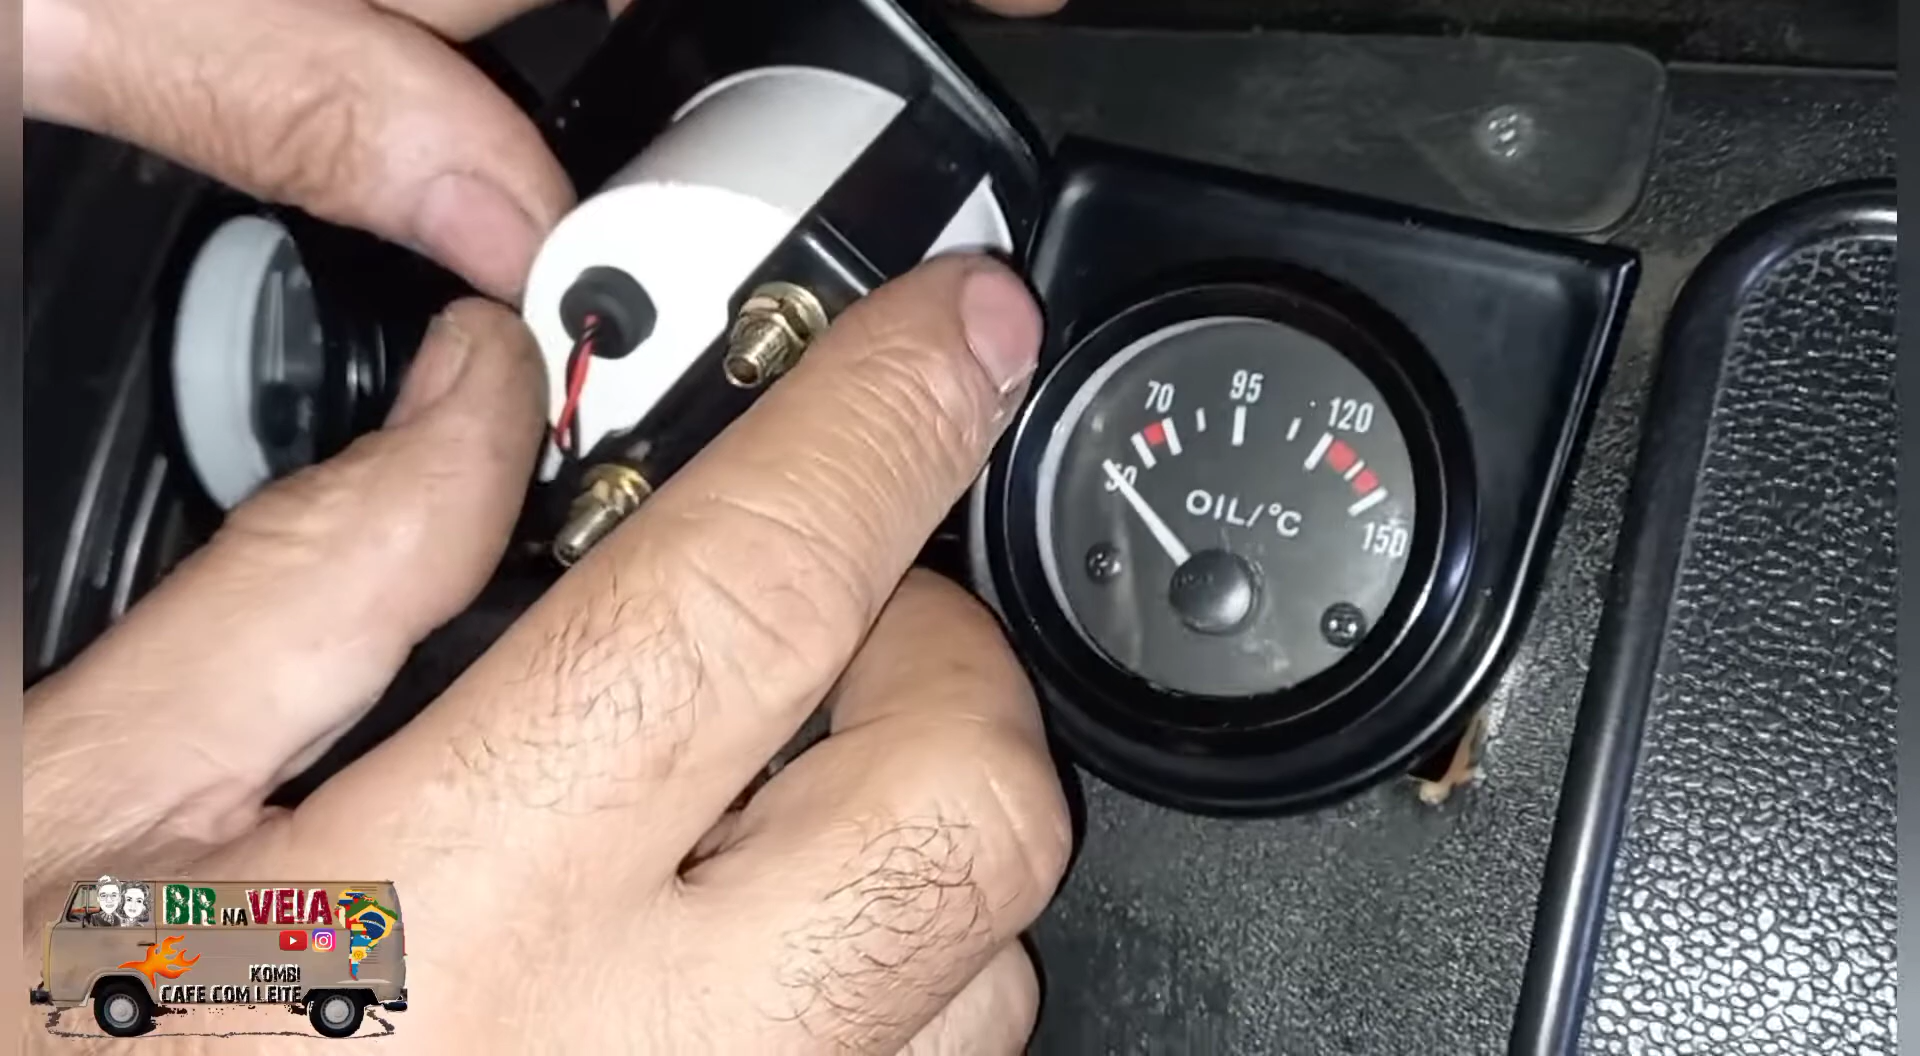 70 95 120
50
OIL/°C
150
BR NA VEIA
KOMBI
CAFE COM LEITE